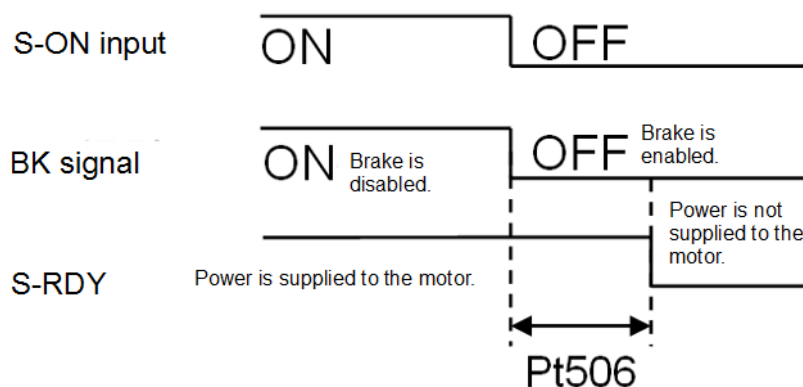 S-ON input
ON
OFF
BK signal
ON
Brake is
disabled.
OFF
Brake is
enabled.
S-RDY
Power is supplied to the motor.
Power is not
supplied to the
motor.
Pt506